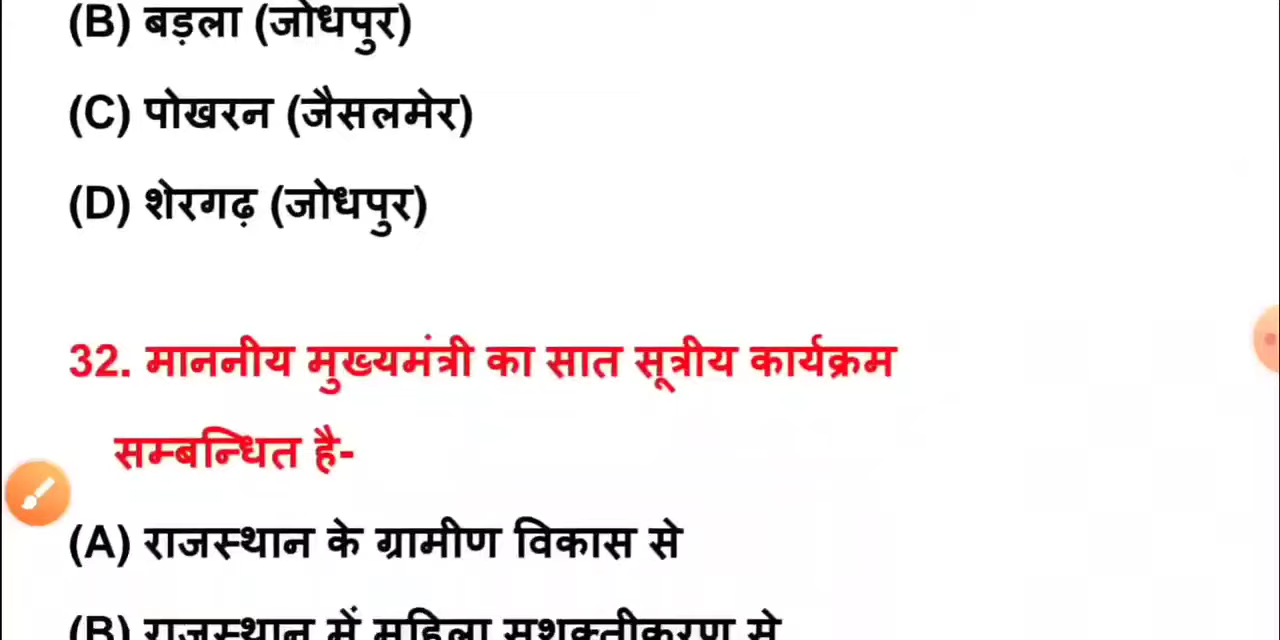 (B) बड़ला (जोधपुर)
(C) पोखरन (जैसलमेर)
(D) शेरगढ़ (जोधपुर)
32. माननीय मुख्यमंत्री का सात सूत्रीय कार्यक्रम
सम्बन्धित है-
(A) राजस्थान के ग्रामीण विकास से
(B) राजस्थान में महिला सशक्तीकरण से